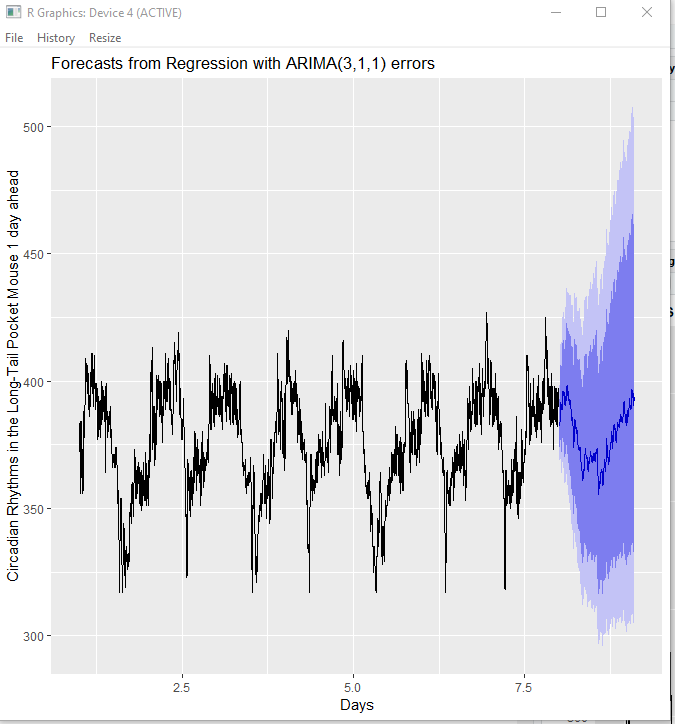 R Graphics: Device 4 (ACTIVE)
File History Resize
Forecasts from Regression with ARIMA(3,1,1) errors
Circadian Rhythms in the Long-Tail Pocket Mouse 1 day ahead
500
450
400
350
300
2.5 5.0 7.5
Days